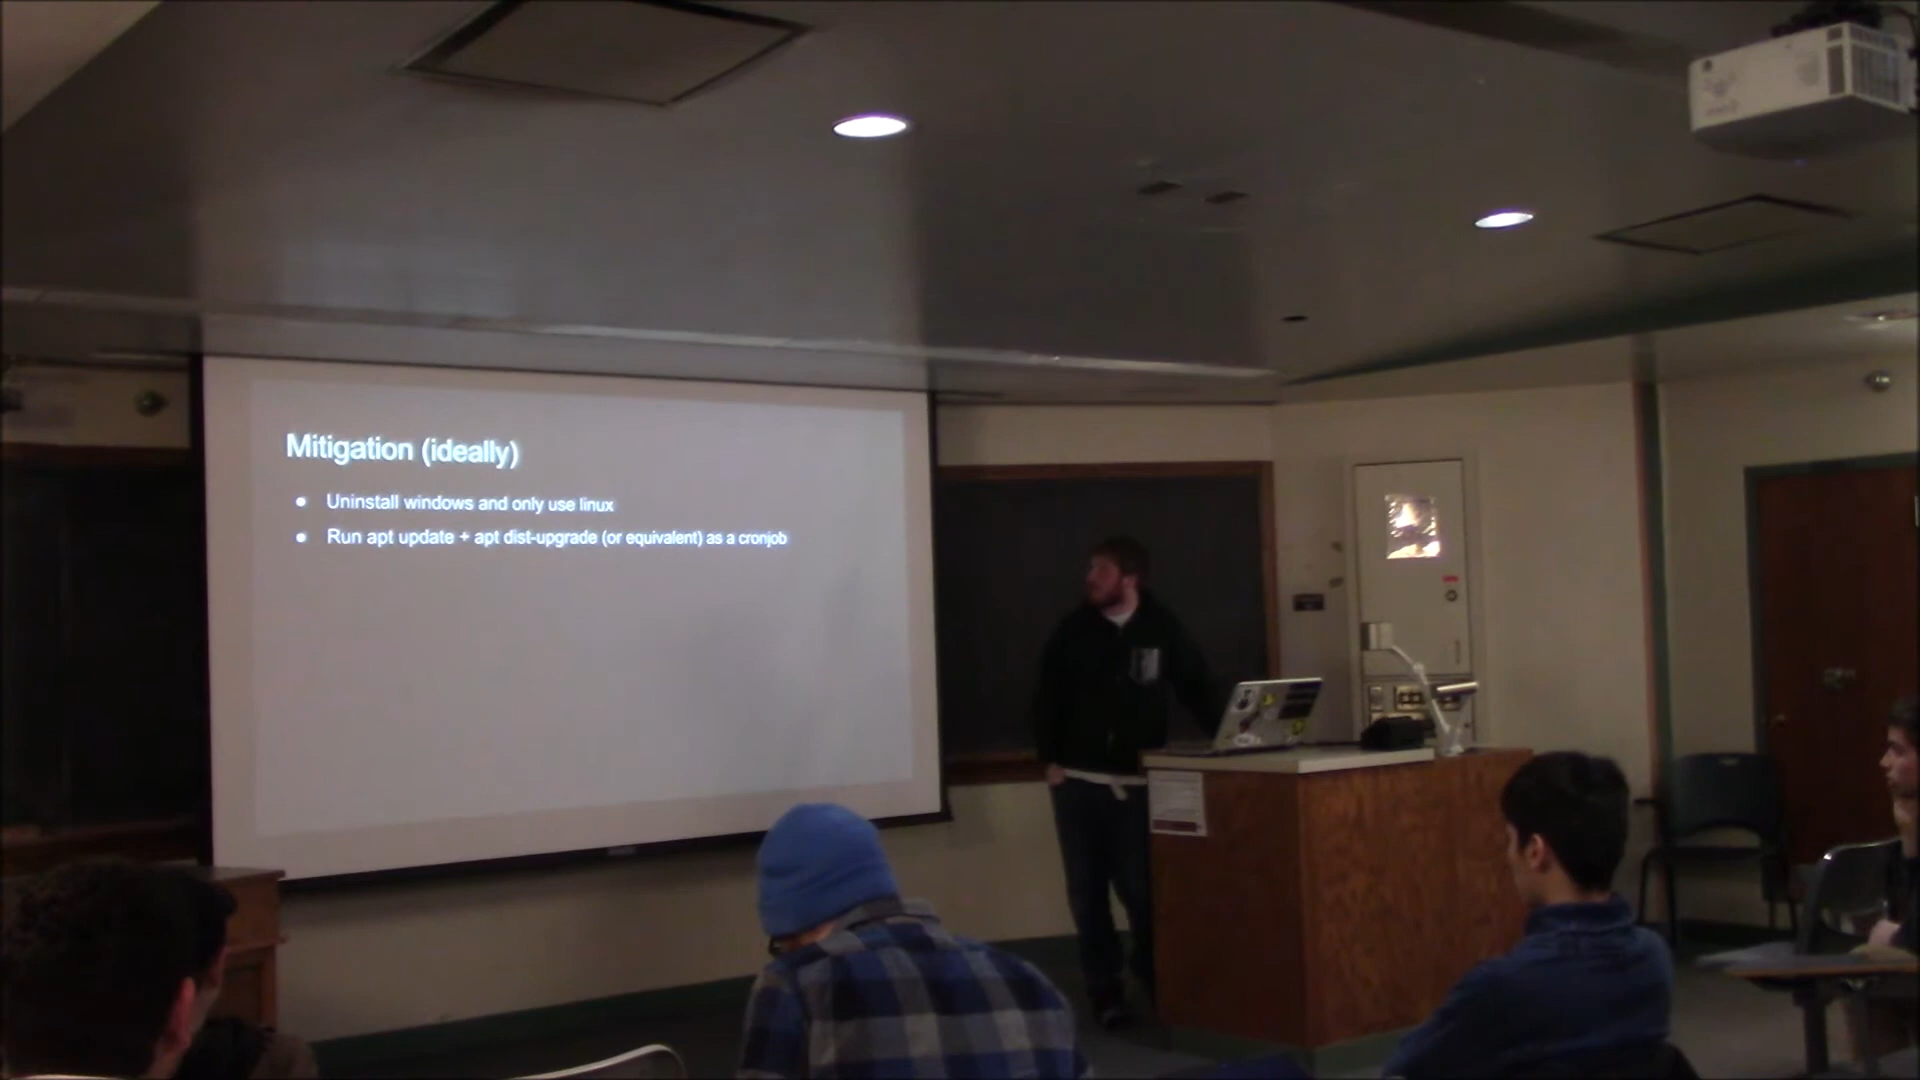 Mitigation (ideally)
● Uninstall windows and only use linux
● Run apt update + apt dist-upgrade (or equivalent) as a cronjob